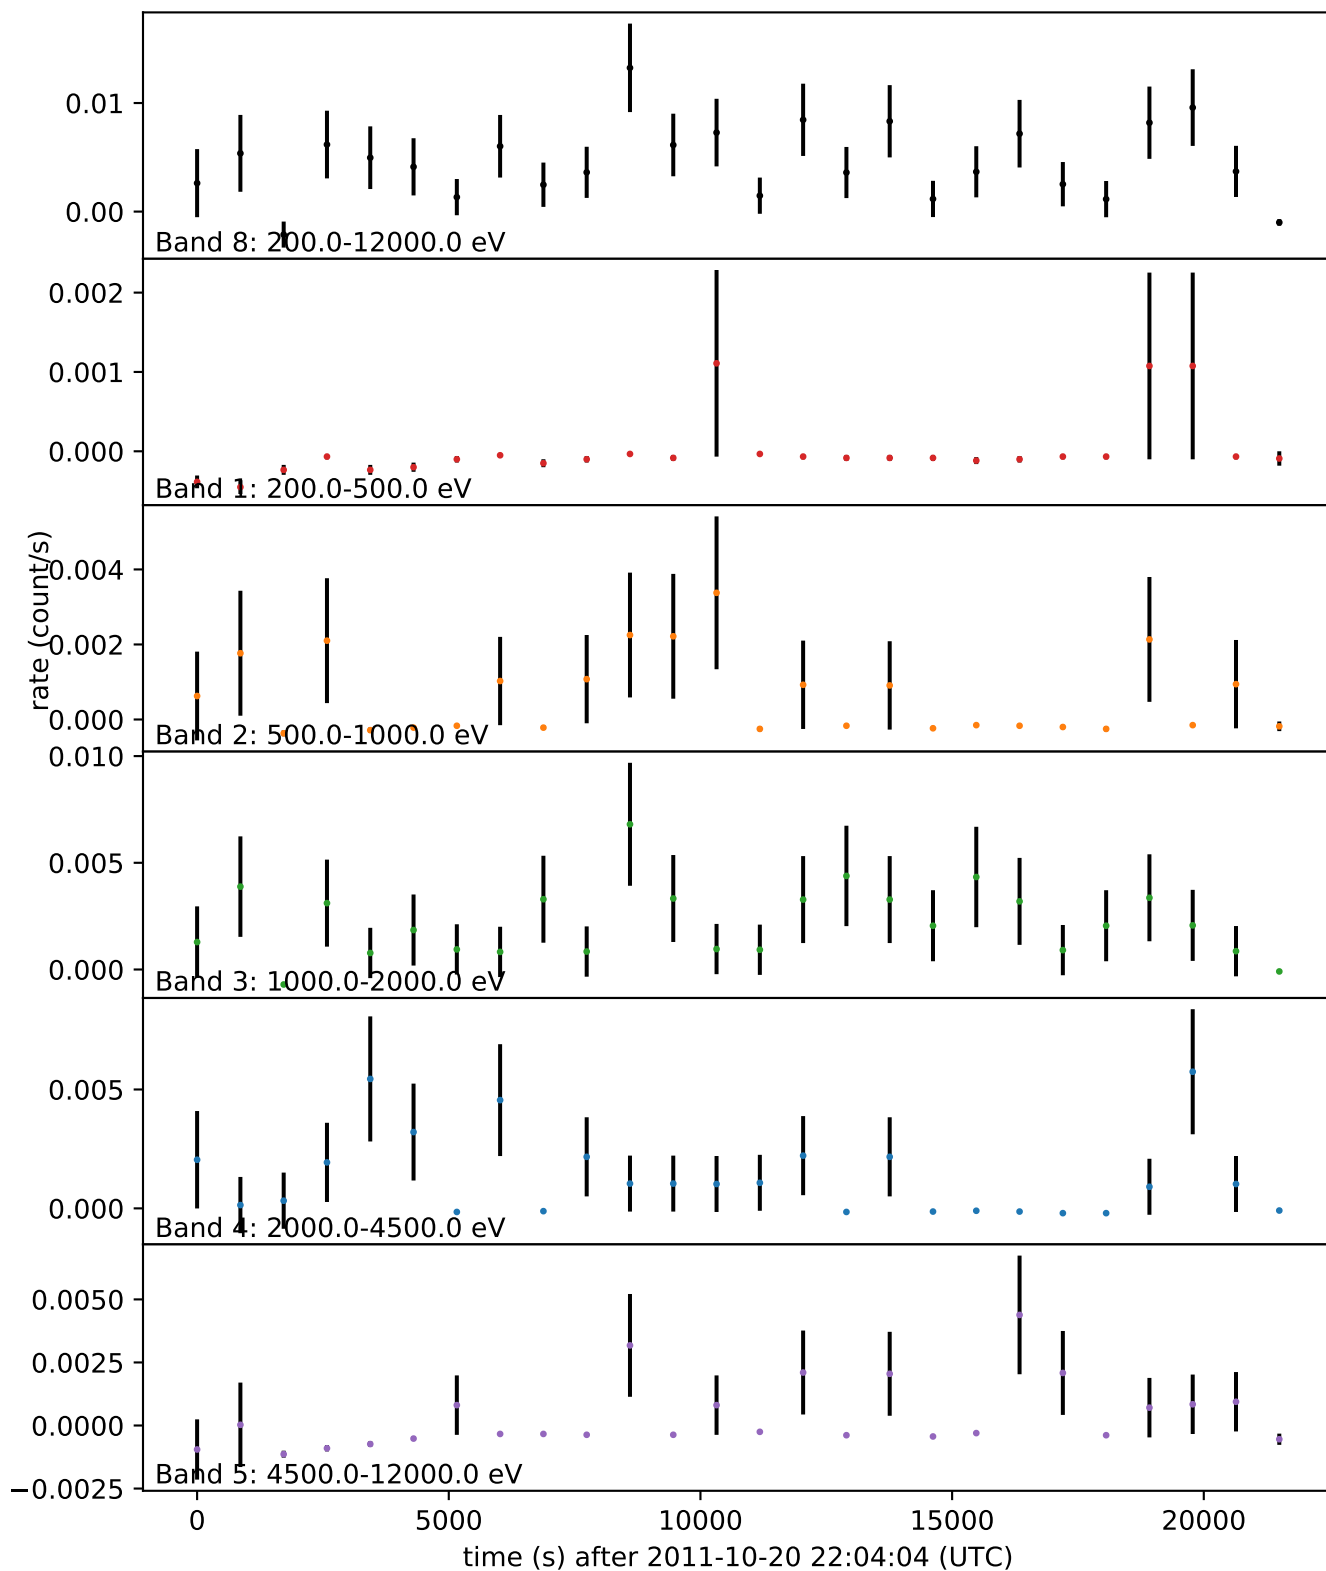 0.01
0.00
Band 8: 200.0-12000.0 eV
0.002
0.001
0.000
Band 1: 200.0-500.0 eV
rate (count/s)
0.004
0.002
0.000
Band 2: 500.0-1000.0 eV
0.010
0.005
0.000
Band 3: 1000.0-2000.0 eV
0.005
0.000
Band 4: 2000.0-4500.0 eV
0.0050
0.0025
0.0000
−0.0025
Band 5: 4500.0-12000.0 eV
0 5000 10000 15000 20000
time (s) after 2011-10-20 22:04:04 (UTC)